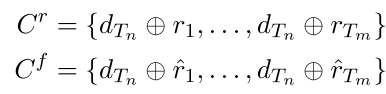 C^r = {d_{T_n} ⊕ r_1, . . . , d_{T_n} ⊕ r_{T_m}}
C^f = {d_{T_n} ⊕ r̂_1, . . . , d_{T_n} ⊕ r̂_{T_m}}